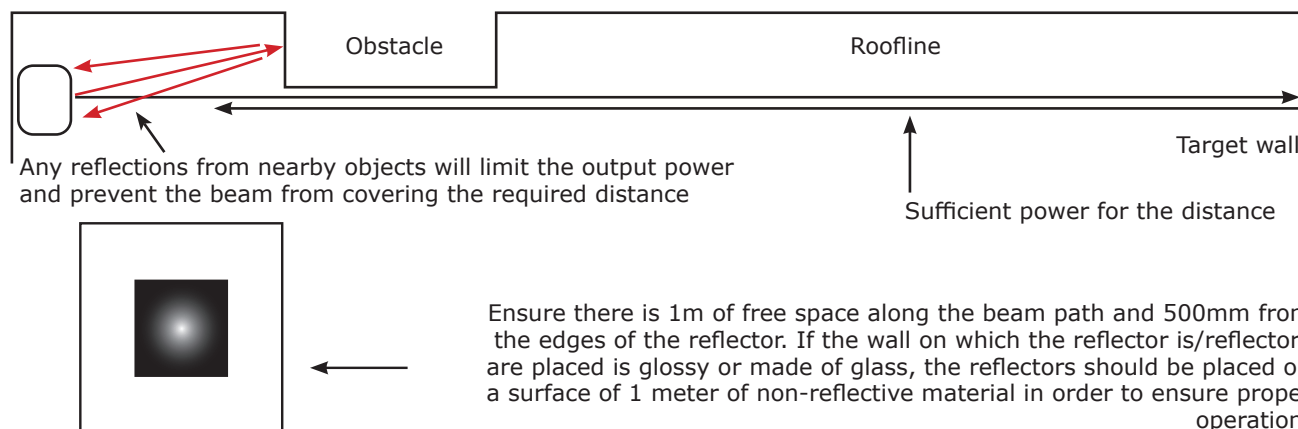 Obstacle
Roofline
Target wall
Any reflections from nearby objects will limit the output power
and prevent the beam from covering the required distance
Sufficient power for the distance
Ensure there is 1m of free space along the beam path and 500mm from
the edges of the reflector. If the wall on which the reflector is/reflector
are placed is glossy or made of glass, the reflectors should be placed o
a surface of 1 meter of non-reflective material in order to ensure prope
operation